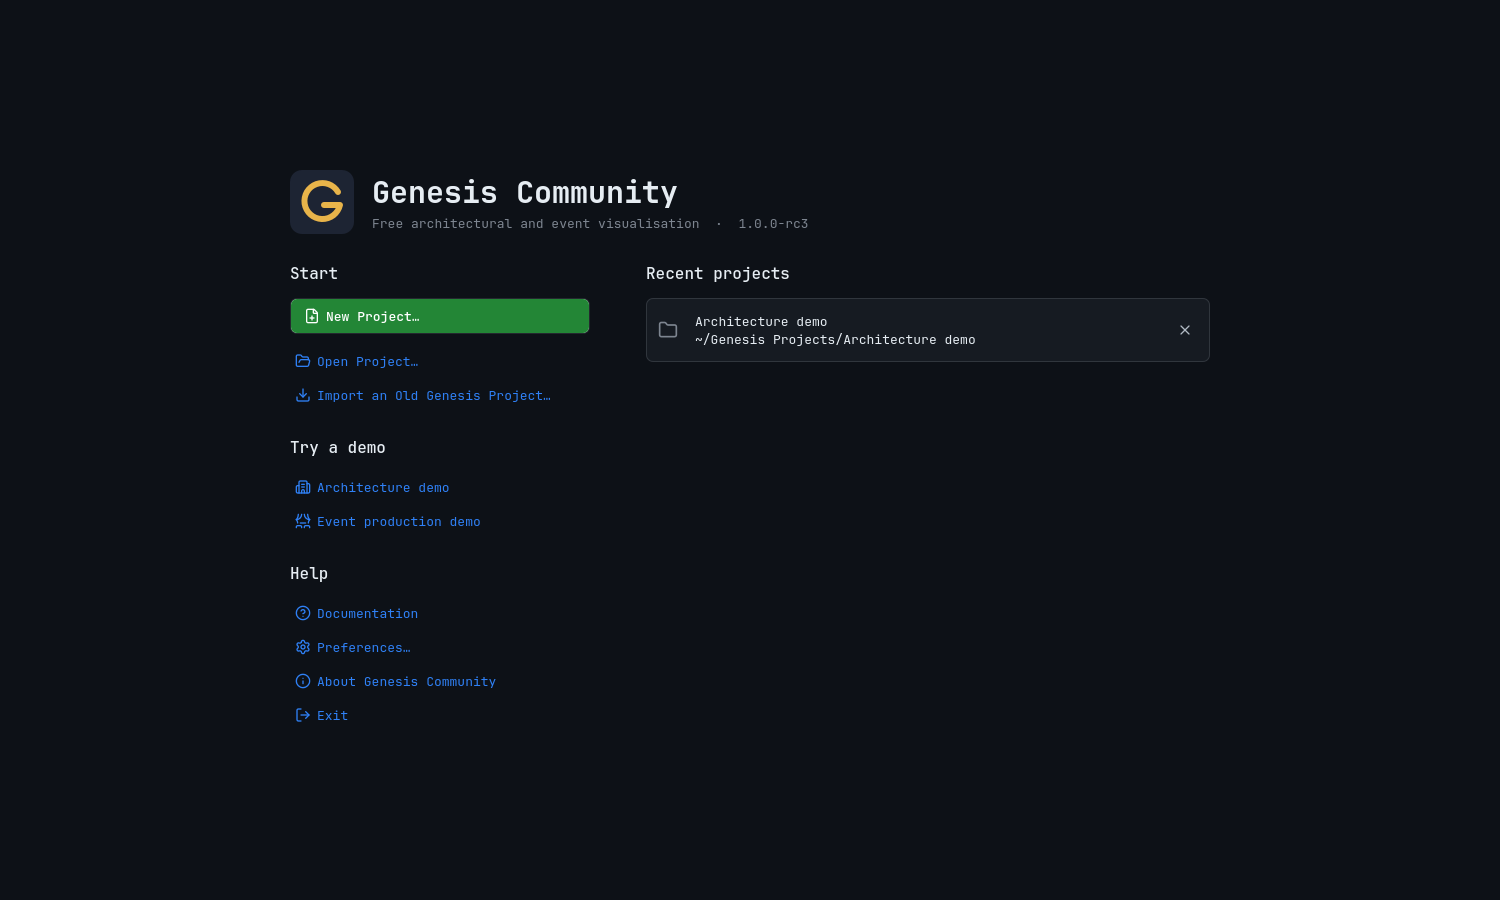 Genesis Community
Free architectural and event visualisation · 1.0.0-rc3
Start
New Project…
Open Project…
Import an Old Genesis Project…
Try a demo
Architecture demo
Event production demo
Help
Documentation
Preferences…
About Genesis Community
Exit
Recent projects
Architecture demo
~/Genesis Projects/Architecture demo